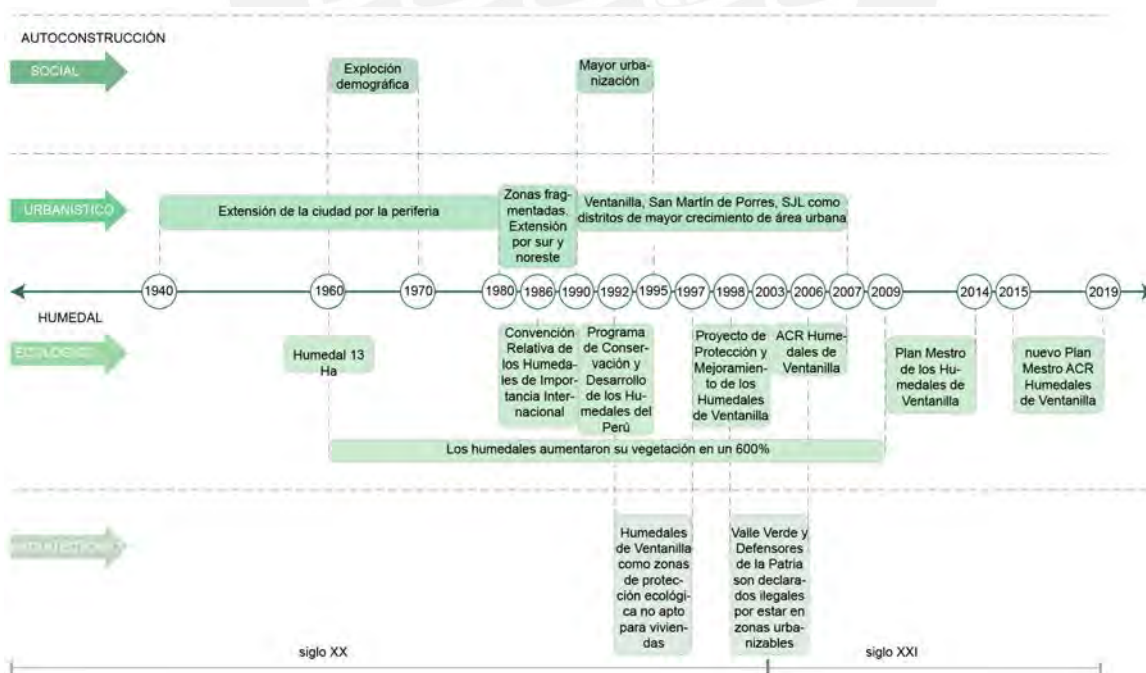 AUTOCONSTRUCCIÓN
SOCIAL
Exploción
demográfica
Mayor urba-
nización
URBANÍSTICO
Extensión de la ciudad por la periferia
Zonas frag-
mentadas.
Extensión
por sur y
noreste
Ventanilla, San Martín de Porres, SJL como
distritos de mayor crecimiento de área urbana
1940
1960
1970
1980
1986
1990
1992
1995
1997
1998
2003
2006
2007
2009
2014
2015
2019
HUMEDAL
ECOLÓGICO
Humedal 13
Ha
Convención
Relativa de
los Humeda-
les de Impor-
tancia Inter-
nacional
Programa
de Conser-
vación y
Desarrollo
de los Hu-
medales del
Perú
Proyecto de
Protección y
Mejoramien-
to de los
Humedales
de Ventanilla
ACR Hume-
dales de
Ventanilla
Plan Mestro
de los Hu-
medales de
Ventanilla
nuevo Plan
Mestro ACR
Humedales
de Ventanilla
Los humedales aumentaron su vegetación en un 600%
Humedales
de Ventanilla
como zonas
de protec-
ción ecológi-
ca no apto
para vivien-
das
Valle Verde y
Defensores
de la Patria
son declara-
dos ilegales
por estar en
zonas urba-
nizables
siglo XX
siglo XXI